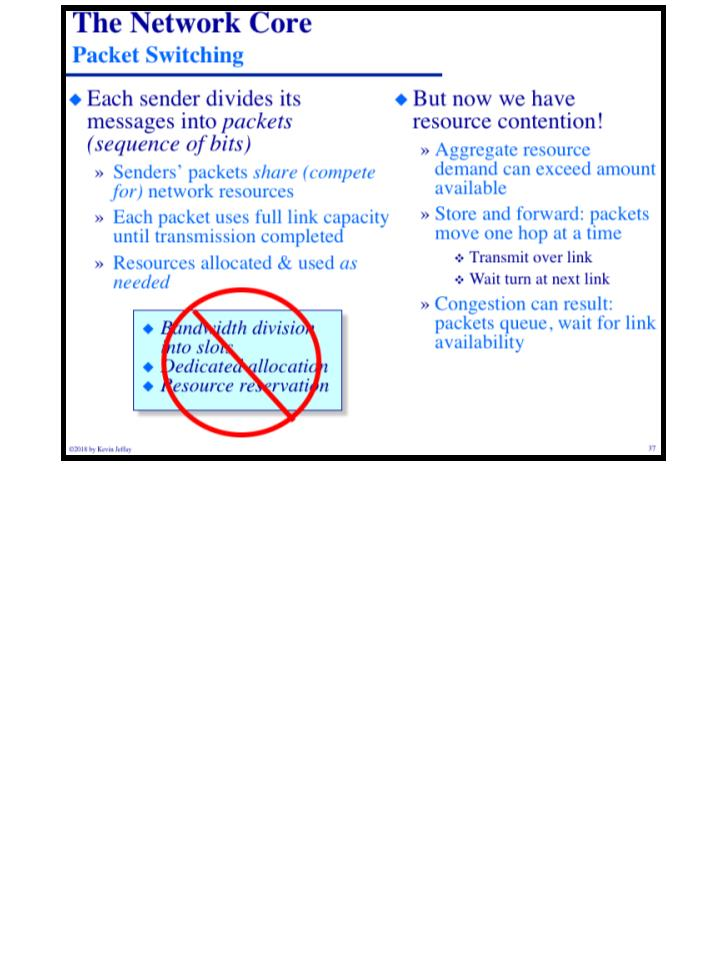 The Network Core
Packet Switching
◆ Each sender divides its
messages into packets
(sequence of bits)
» Senders' packets share (compete
for) network resources
» Each packet uses full link capacity
until transmission completed
» Resources allocated & used as
needed
◆ Bandwidth division
into slots
◆ Dedicated allocation
◆ Resource reservation
◆ But now we have
resource contention!
» Aggregate resource
demand can exceed amount
available
» Store and forward: packets
move one hop at a time
❖ Transmit over link
❖ Wait turn at next link
» Congestion can result:
packets queue, wait for link
availability
©2018 by Kevin Jeffay
37